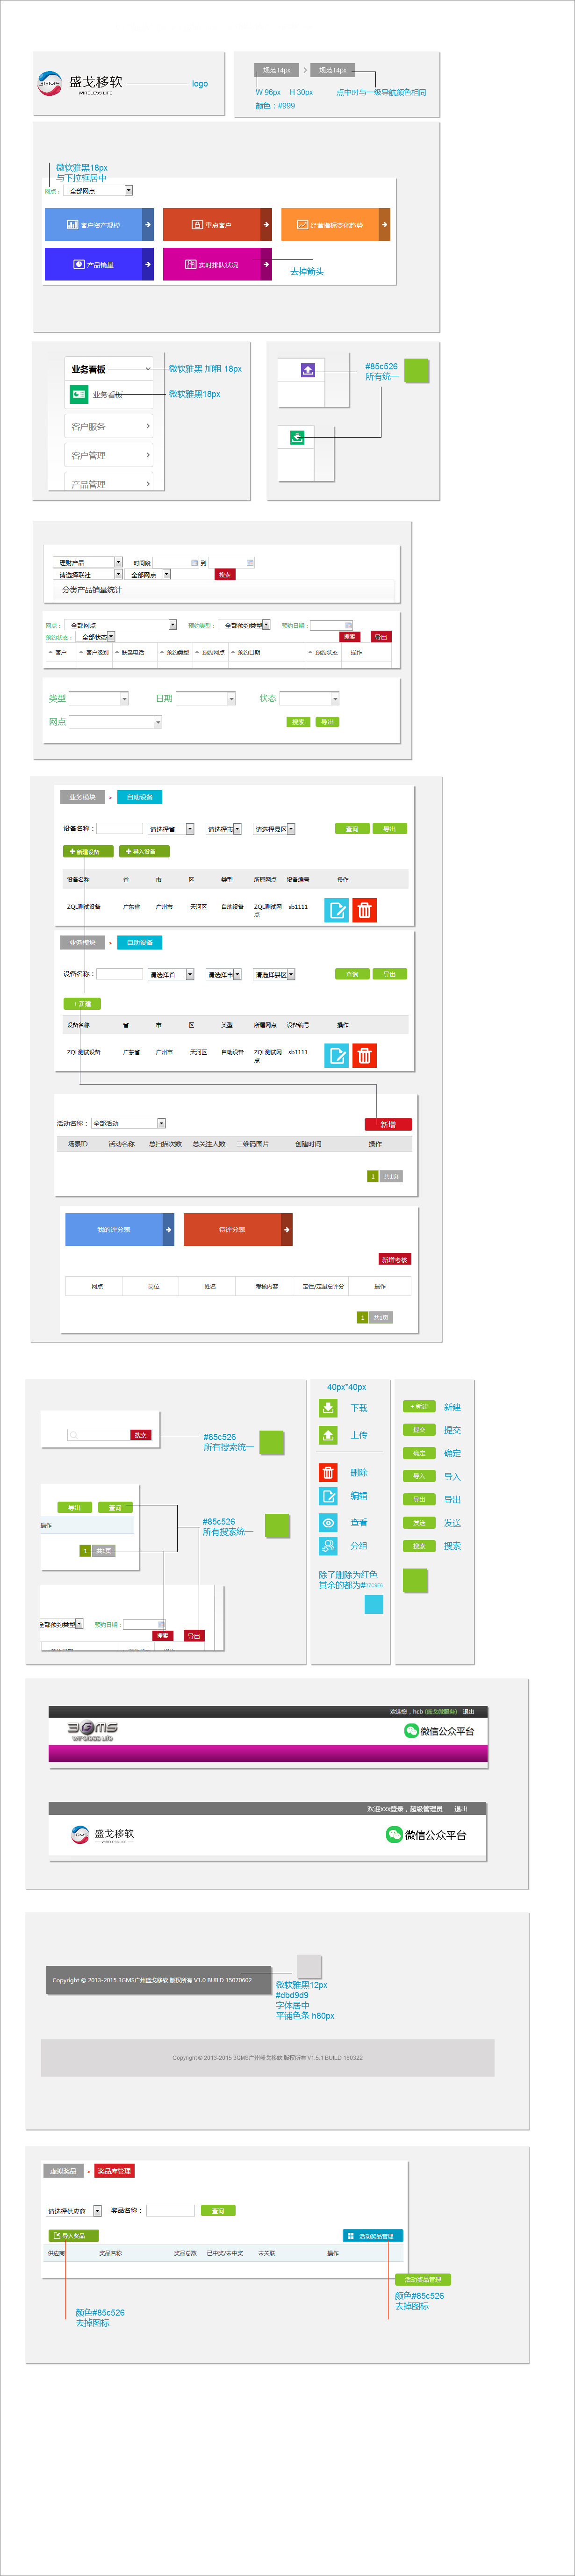 3GMS
盛戈移软
WIRELESS LIFE
logo
规范14px
规范14px
W 96px H 30px
点中时与一级导航颜色相同
颜色：#999
微软雅黑18px
与下拉框居中
网点：
全部网点
客户资产规模
重点客户
经营指标变化趋势
产品销量
实时排队状况
去掉箭头
业务看板
微软雅黑 加粗 18px
业务看板
微软雅黑18px
客户服务
客户管理
产品管理
#85c526
所有统一
理财产品
时间段
到
请选择联社
全部网点
搜索
分类产品销量统计
网点：
全部网点
预约类型：
全部预约类型
预约日期：
预约状态：
全部状态
搜索
导出
客户
客户级别
联系电话
预约类型
预约网点
预约日期
预约状态
操作
类型
日期
状态
网点
搜索
导出
业务模块
自助设备
设备名称：
请选择省
请选择市
请选择县区
查询
导出
新建设备
导入设备
设备名称
省
市
区
类型
所属网点
设备编号
操作
ZQL测试设备
广东省
广州市
天河区
自助设备
ZQL测试网点
sb1111
业务模块
自助设备
设备名称：
请选择省
请选择市
请选择县区
查询
导出
+ 新建
设备名称
省
市
区
类型
所属网点
设备编号
操作
ZQL测试设备
广东省
广州市
天河区
自助设备
ZQL测试网点
sb1111
活动名称：
全部活动
新增
场景ID
活动名称
总扫描次数
总关注人数
二维码图片
创建时间
操作
1
共1页
我的评分表
待评分表
新增考核
网点
岗位
姓名
考核内容
定性/定量总评分
操作
1
共1页
搜索
#85c526
所有搜索统一
导出
查询
操作
1
共1页
#85c526
所有搜索统一
全部预约类型
预约日期：
搜索
导出
40px*40px
下载
上传
删除
编辑
查看
分组
除了删除为红色
其余的都为#
+ 新建
新建
提交
提交
确定
确定
导入
导入
导出
导出
发送
发送
搜索
搜索
欢迎您，hcb (盛戈微服务) 退出
3GMS
Wireless Life
微信公众平台
欢迎xxx登录，超级管理员 退出
3GMS
盛戈移软
微信公众平台
Copyright © 2013-2015 3GMS广州盛戈移软 版权所有 V1.0 BUILD 15070602
微软雅黑12px
#dbd9d9
字体居中
平铺色条 h80px
Copyright © 2013-2015 3GMS广州盛戈移软 版权所有 V1.5.1 BUILD 160322
虚拟奖品
奖品库管理
请选择供应商
奖品名称：
查询
导入奖品
活动奖品管理
供应商
奖品名称
奖品总数
已中奖/未中奖
未关联
操作
活动奖品管理
颜色#85c526
去掉图标
颜色#85c526
去掉图标